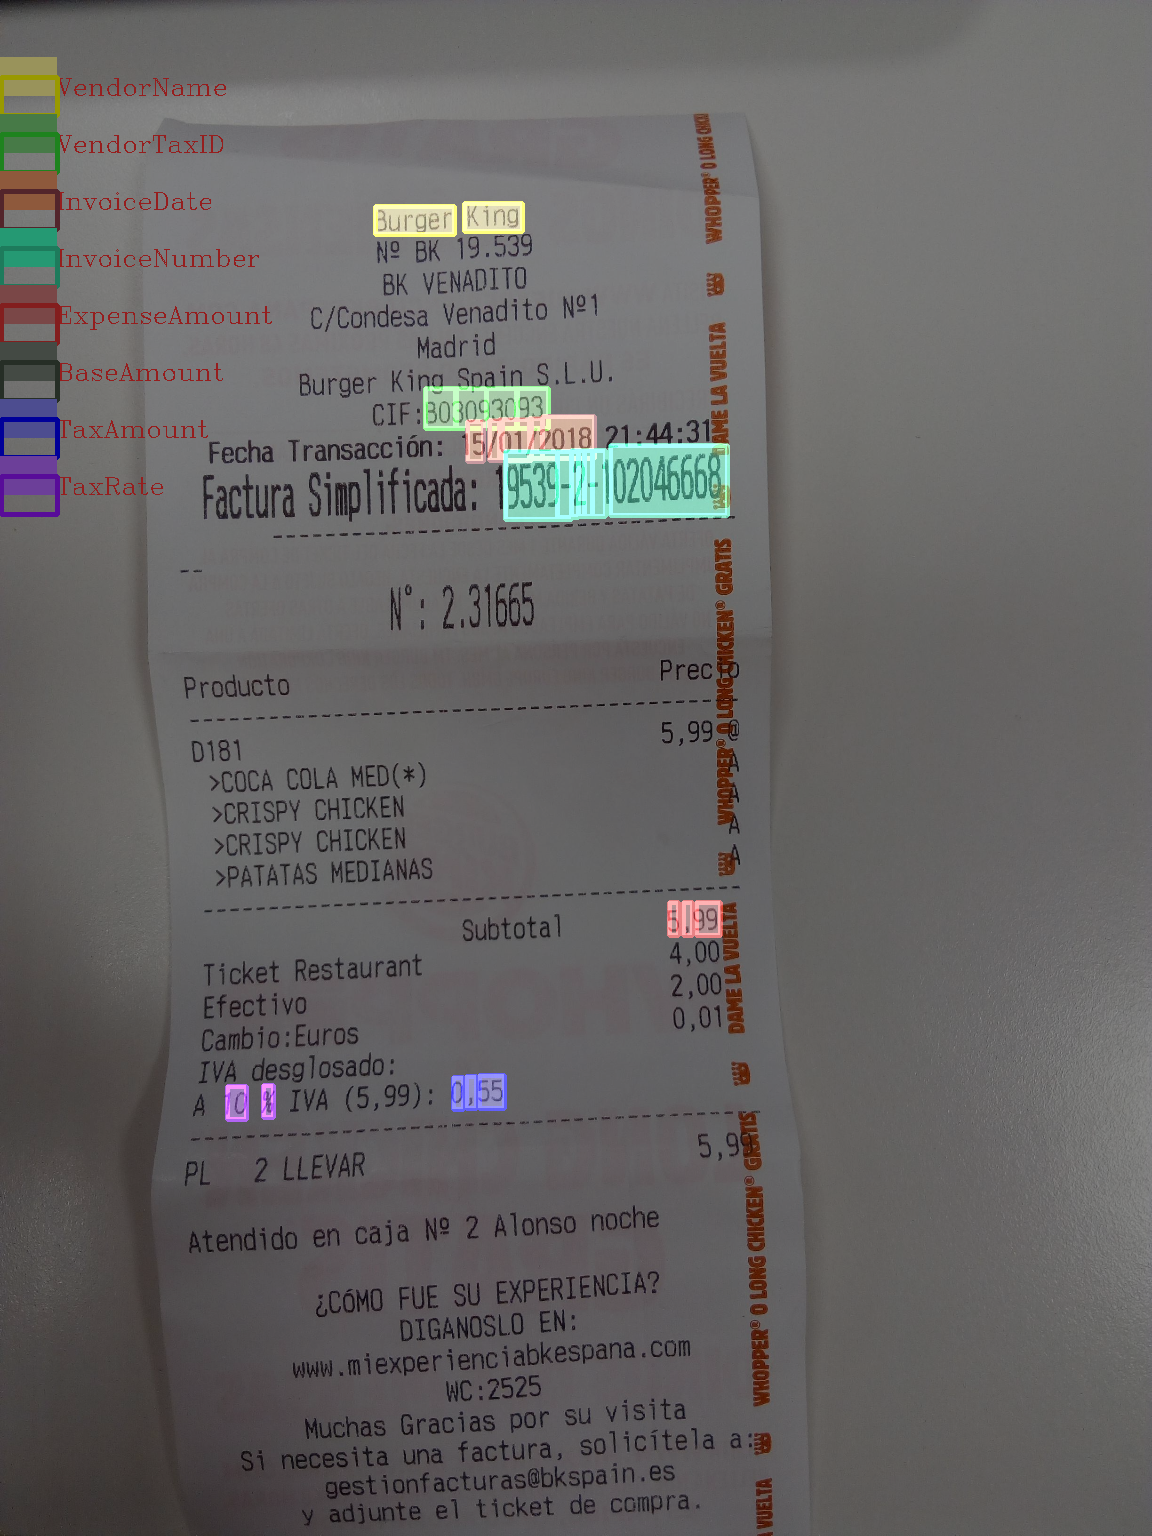 VendorName
VendorTaxID
InvoiceDate
InvoiceNumber
ExpenseAmount
BaseAmount
TaxAmount
TaxRate
Burger King
Nº BK 19.539
BK VENADITO
C/Condesa Venadito Nº1
Madrid
Burger King Spain S.L.U.
CIF:B03093093
Fecha Transacción: 15/01/2018 21:44:31
Factura Simplificada: 19539-2-102046668
--
N°: 2.31665
Producto Precio
D181 5,99 @
>COCA COLA MED(*) A
>CRISPY CHICKEN A
>CRISPY CHICKEN A
>PATATAS MEDIANAS A
Subtotal 5,99
Ticket Restaurant 4,00
Efectivo 2,00
Cambio:Euros 0,01
IVA desglosado:
A 10 % IVA (5,99): 0,55
PL 2 LLEVAR 5,99
Atendido en caja Nº 2 Alonso noche
¿CÓMO FUE SU EXPERIENCIA?
DIGANOSLO EN:
www.miexperienciabkespana.com
WC:2525
Muchas Gracias por su visita
Si necesita una factura, solicítela a:
gestionfacturas@bkspain.es
y adjunte el ticket de compra.
WHOPPER® O LONG CHICK
DAME LA VUELTA
WHOPPER® O LONG CHICKEN® GRATIS
DAME LA VUELTA
WHOPPER® O LONG CHICKEN® GRATIS
VUELTA